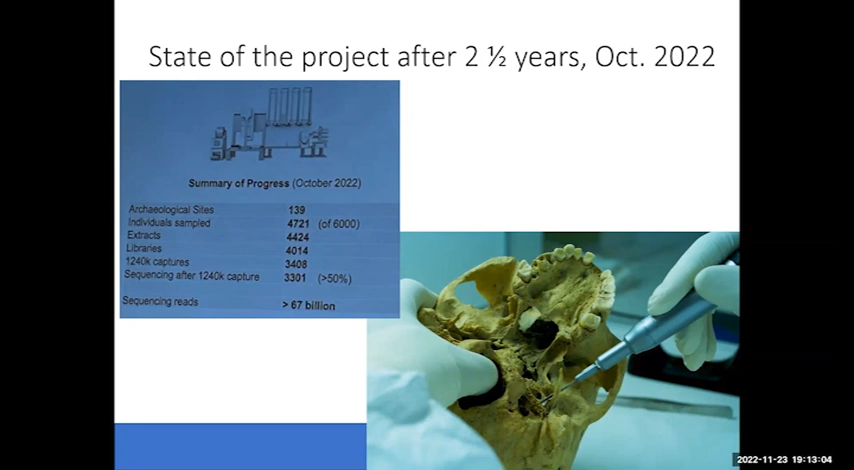 State of the project after 2 ½ years, Oct. 2022
Summary of Progress (October 2022)
Archaeological Sites 139
Individuals sampled 4721 (of 6000)
Extracts 4424
Libraries 4014
1240k captures 3408
Sequencing after 1240k capture 3301 (>50%)
Sequencing reads > 67 billion
2022-11-23 19:13:04